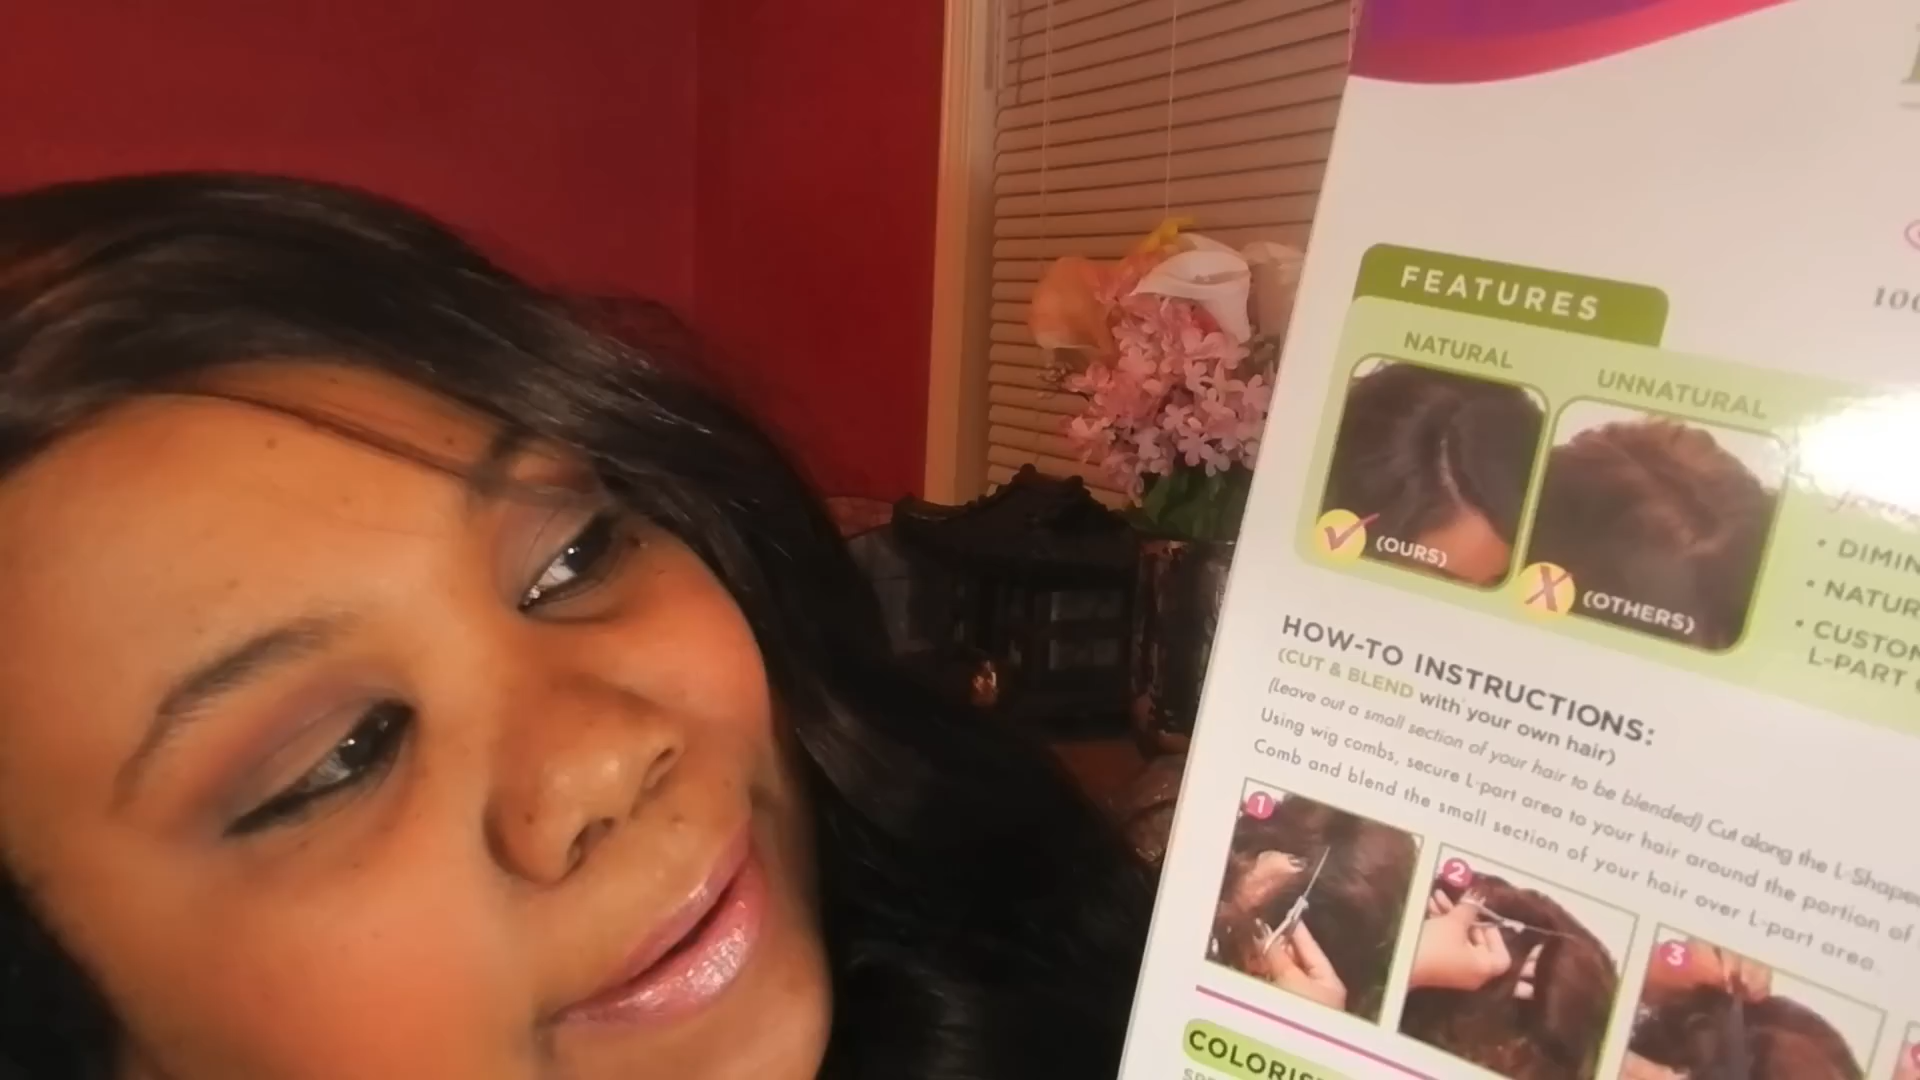 FEATURES
NATURAL
UNNATURAL
(OURS)
(OTHERS)
• DIMIN
• NATUR
• CUSTOM
L-PART
HOW-TO INSTRUCTIONS:
(CUT & BLEND with your own hair)
(Leave out a small section of your hair to be blended) Cut along the L-Shaped
Using wig combs, secure L-part area to your hair around the portion of
Comb and blend the small section of your hair over L-part area.
1
2
3
100